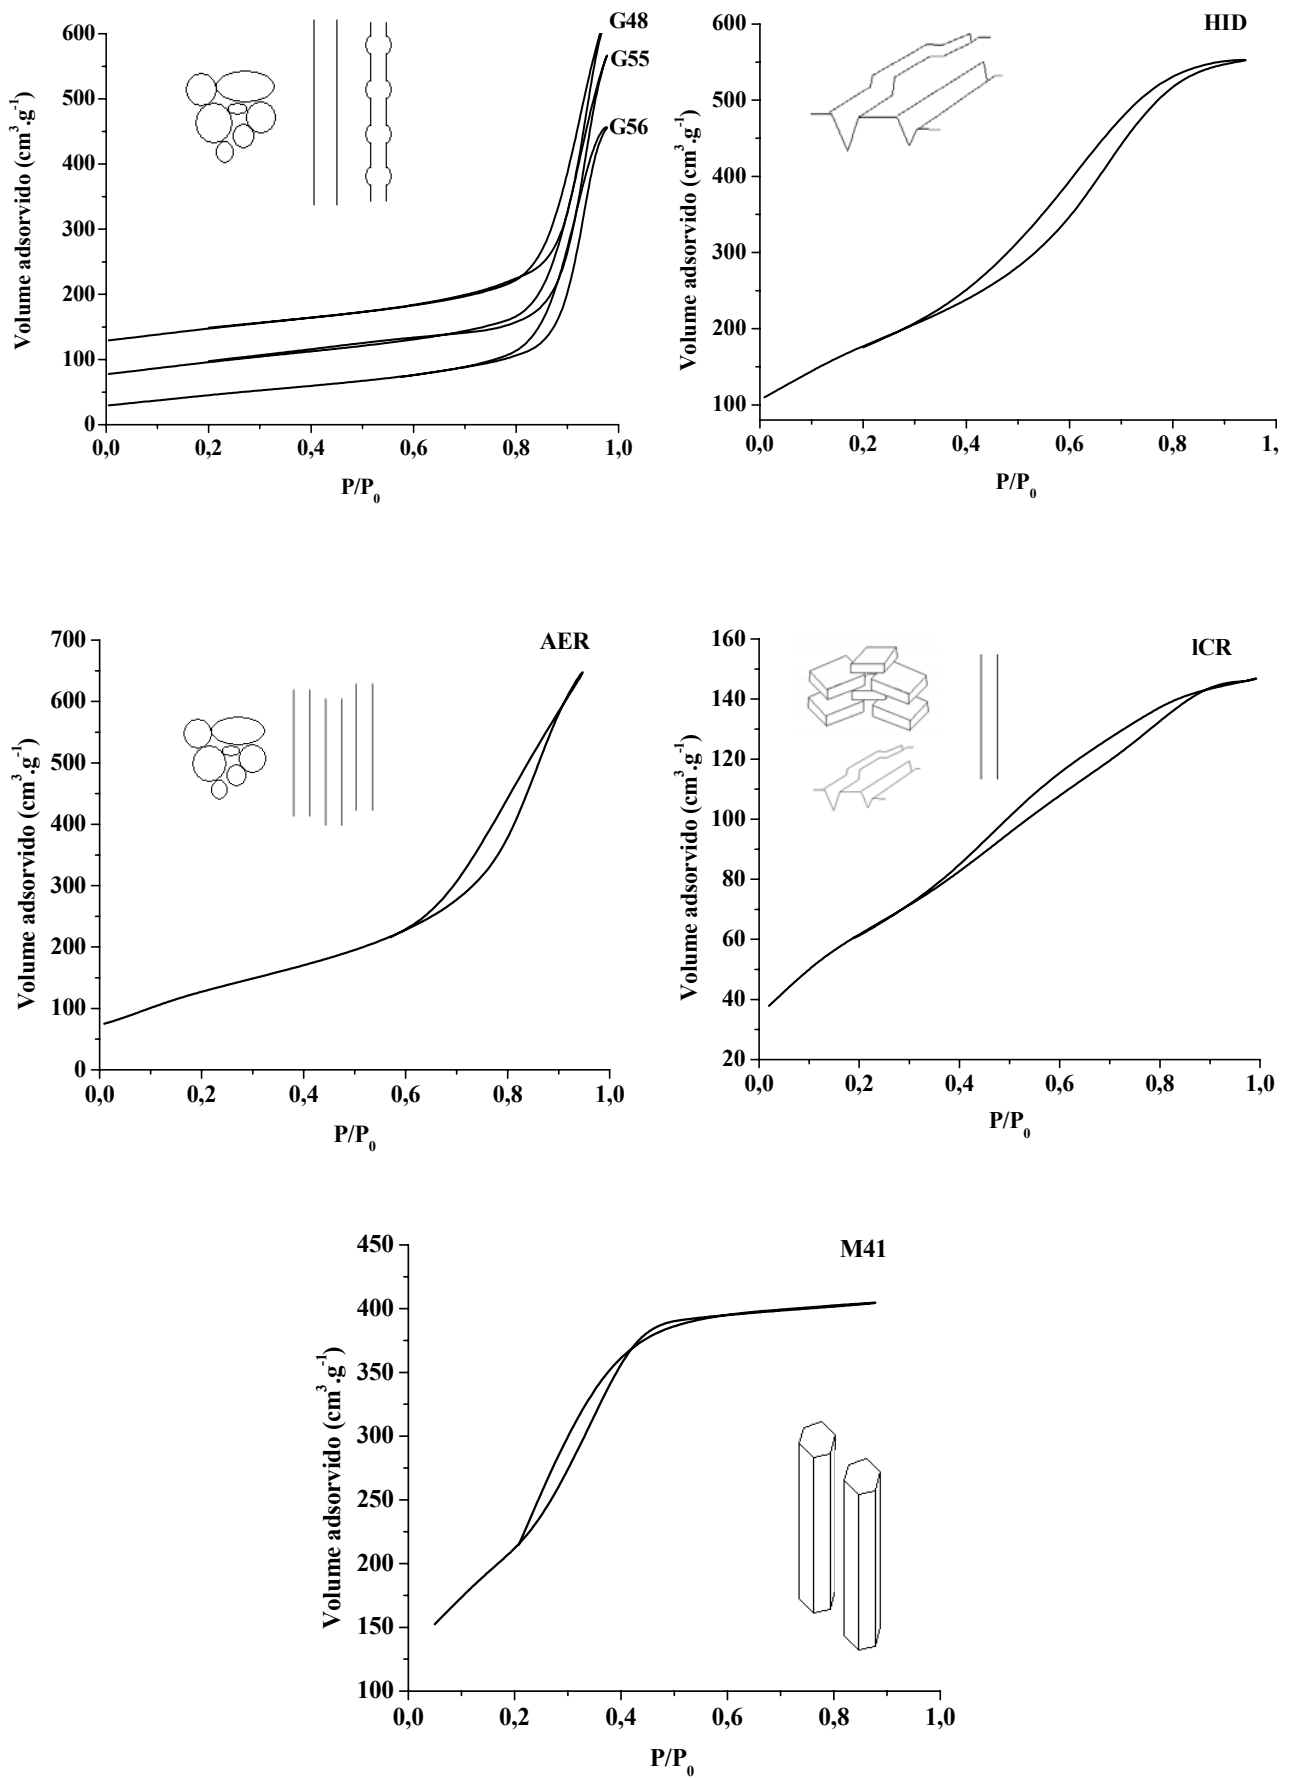 G48
G55
G56
Volume adsorvido (cm³.g⁻¹)
600
500
400
300
200
100
0
0,0 0,2 0,4 0,6 0,8 1,0
P/P₀
HID
Volume adsorvido (cm³.g⁻¹)
600
500
400
300
200
100
0,0 0,2 0,4 0,6 0,8 1,
P/P₀
AER
Volume adsorvido (cm³.g⁻¹)
700
600
500
400
300
200
100
0
0,0 0,2 0,4 0,6 0,8 1,0
P/P₀
lCR
Volume adsorvido (cm³.g⁻¹)
160
140
120
100
80
60
40
20
0,0 0,2 0,4 0,6 0,8 1,0
P/P₀
M41
Volume adsorvido (cm³.g⁻¹)
450
400
350
300
250
200
150
100
0,0 0,2 0,4 0,6 0,8 1,0
P/P₀